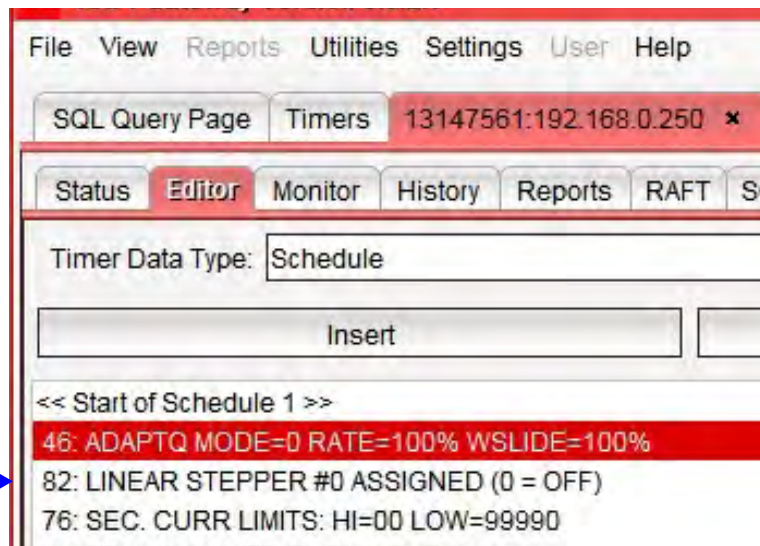 File View Reports Utilities Settings User Help
SQL Query Page Timers 13147561:192.168.0.250 ×
Status Editor Monitor History Reports RAFT
Timer Data Type: Schedule
Insert
<< Start of Schedule 1 >>
46: ADAPTQ MODE=0 RATE=100% WSLIDE=100%
82: LINEAR STEPPER #0 ASSIGNED (0 = OFF)
76: SEC. CURR LIMITS: HI=00 LOW=99990